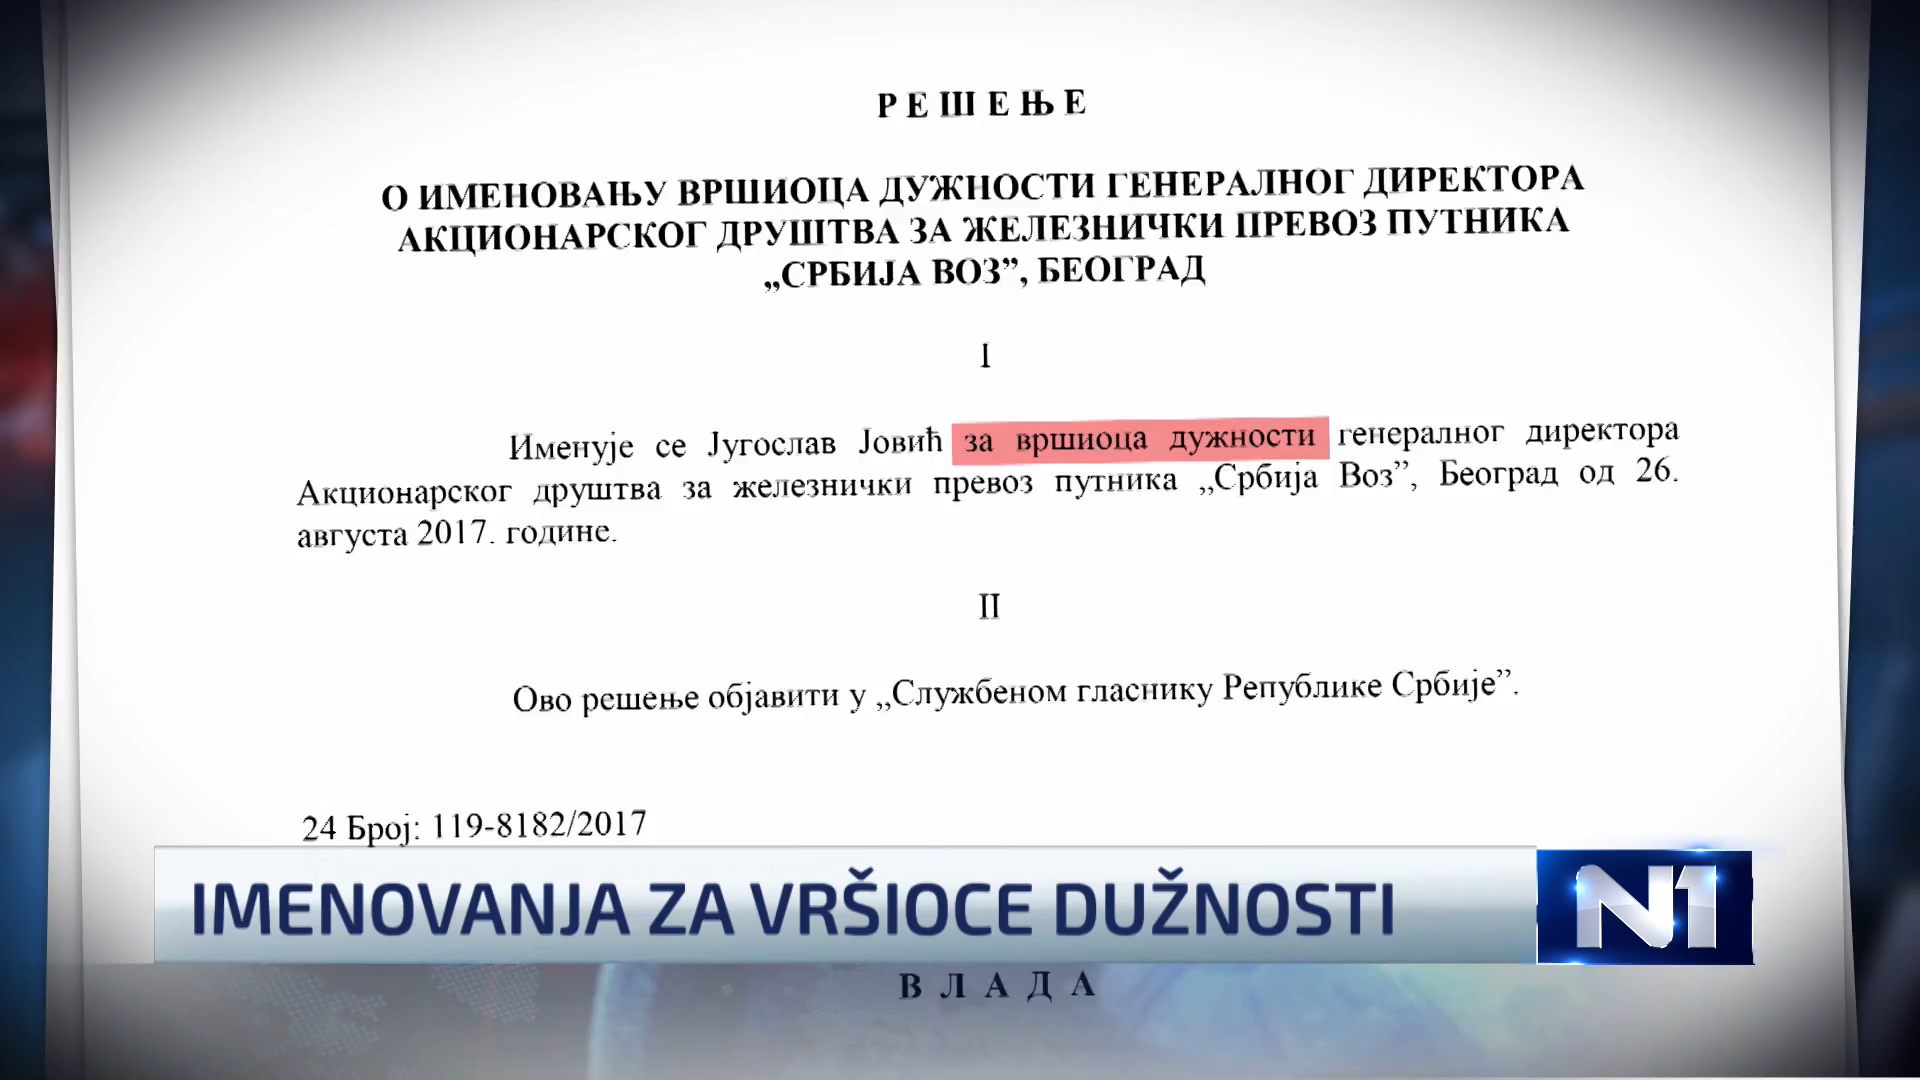 Р Е Ш Е Њ Е
О ИМЕНОВАЊУ ВРШИОЦА ДУЖНОСТИ ГЕНЕРАЛНОГ ДИРЕКТОРА
АКЦИОНАРСКОГ ДРУШТВА ЗА ЖЕЛЕЗНИЧКИ ПРЕВОЗ ПУТНИКА
„СРБИЈА ВОЗ”, БЕОГРАД
I
Именује се Југослав Јовић за вршиоца дужности генералног директора
Акционарског друштва за железнички превоз путника „Србија Воз”, Београд од 26.
августа 2017. године.
II
Ово решење објавити у „Службеном гласнику Републике Србије”.
24 Број: 119-8182/2017
IMENOVANJA ZA VRŠIOCE DUŽNOSTI
N1
В Л А Д А